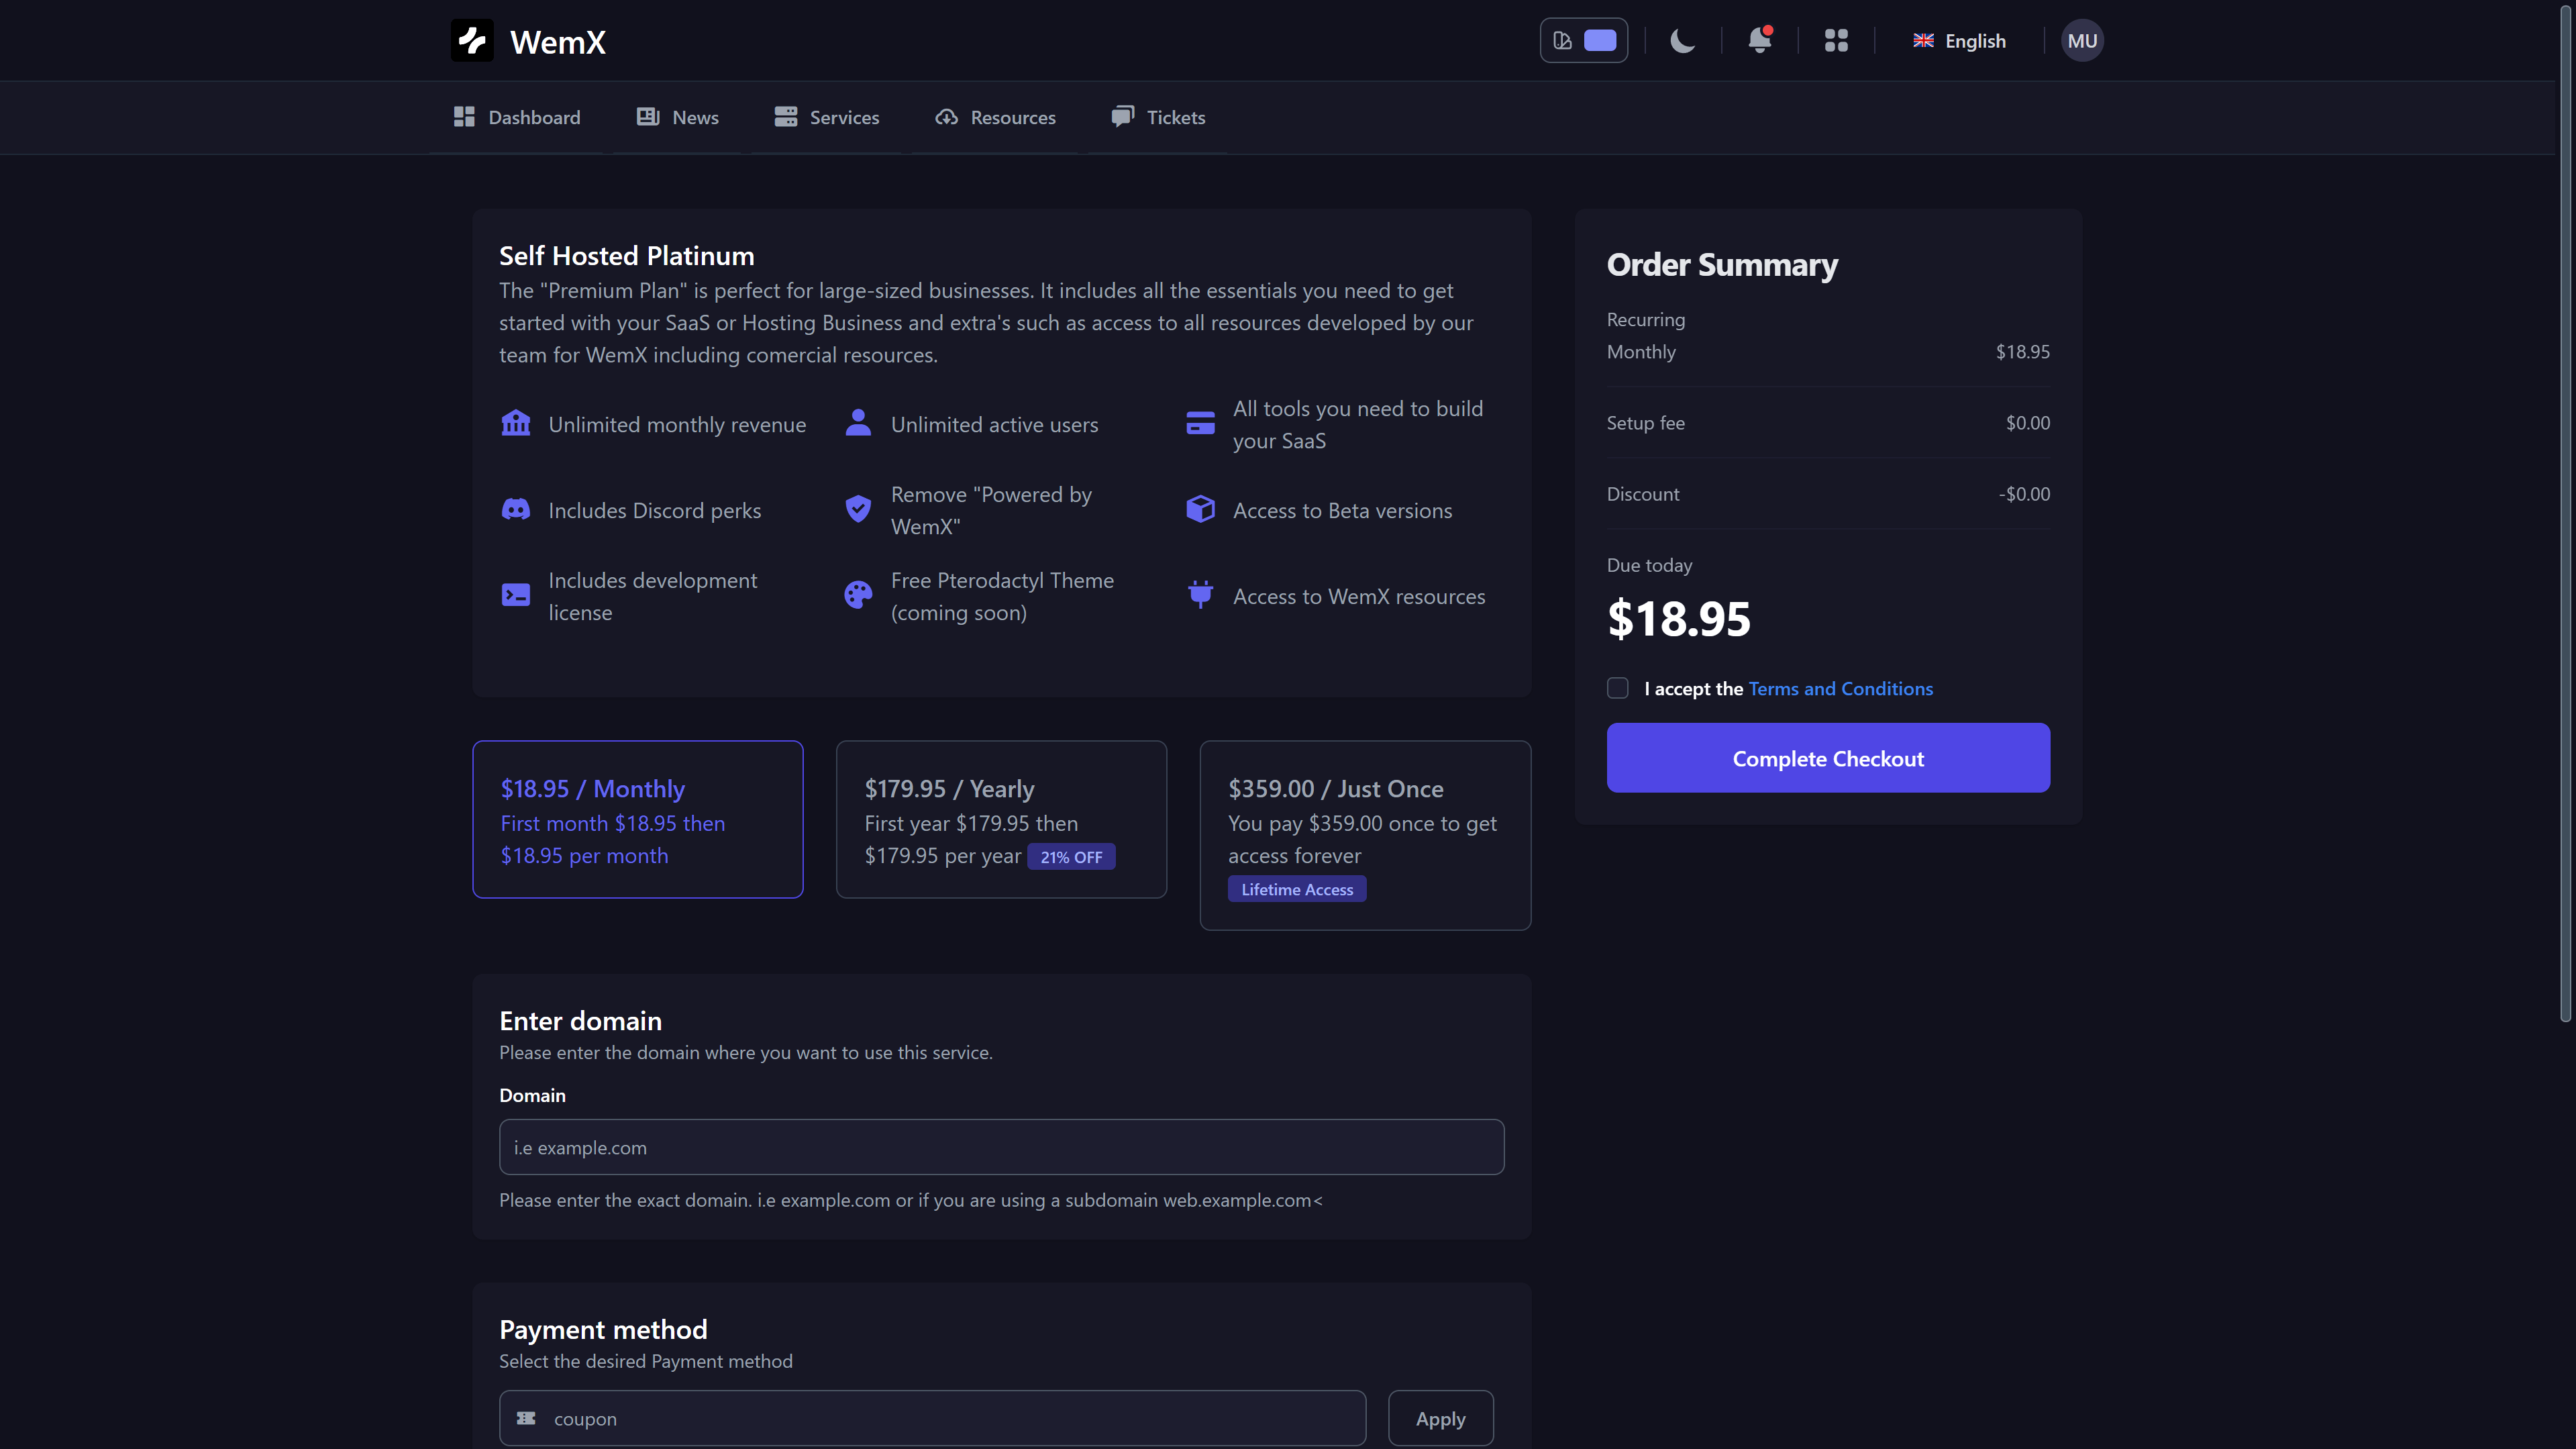 WemX
English
MU
Dashboard
News
Services
Resources
Tickets
Self Hosted Platinum
The "Premium Plan" is perfect for large-sized businesses. It includes all the essentials you need to get
started with your SaaS or Hosting Business and extra's such as access to all resources developed by our
team for WemX including comercial resources.
Unlimited monthly revenue
Unlimited active users
All tools you need to build
your SaaS
Includes Discord perks
Remove "Powered by
WemX"
Access to Beta versions
Includes development
license
Free Pterodactyl Theme
(coming soon)
Access to WemX resources
$18.95 / Monthly
First month $18.95 then
$18.95 per month
$179.95 / Yearly
First year $179.95 then
$179.95 per year 21% OFF
$359.00 / Just Once
You pay $359.00 once to get
access forever
Lifetime Access
Enter domain
Please enter the domain where you want to use this service.
Domain
i.e example.com
Please enter the exact domain. i.e example.com or if you are using a subdomain web.example.com<
Payment method
Select the desired Payment method
coupon
Apply
Order Summary
Recurring
Monthly $18.95
Setup fee $0.00
Discount -$0.00
Due today
$18.95
I accept the Terms and Conditions
Complete Checkout